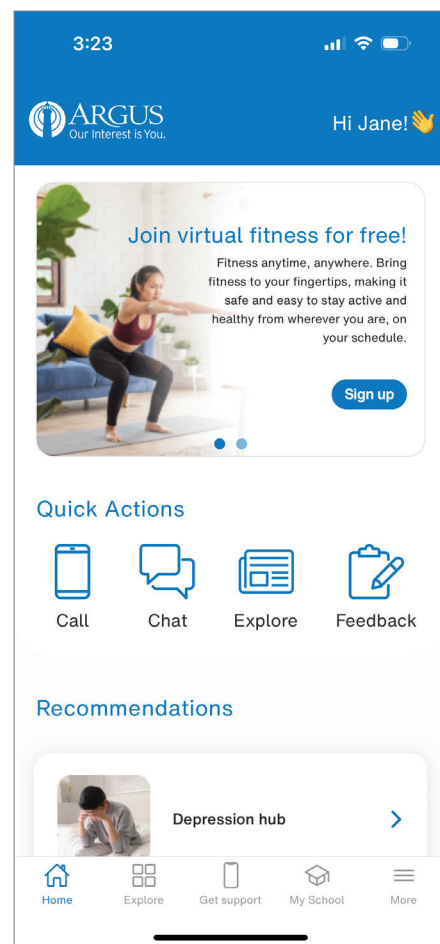 3:23
ARGUS
Our Interest is You.
Hi Jane!👋
Join virtual fitness for free!
Fitness anytime, anywhere. Bring
fitness to your fingertips, making it
safe and easy to stay active and
healthy from wherever you are, on
your schedule.
Sign up
Quick Actions
Call Chat Explore Feedback
Recommendations
Depression hub
Home Explore Get support My School More